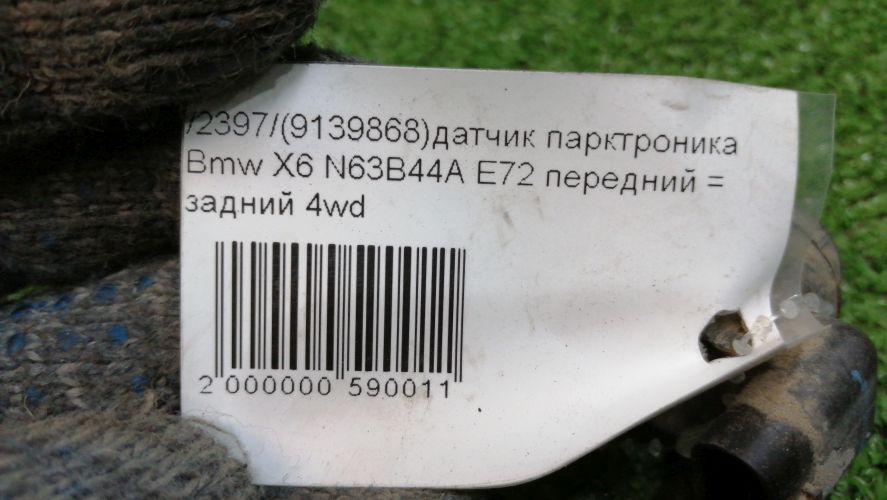 /2397/(9139868)датчик парктроника
Bmw X6 N63B44A E72 передний =
задний 4wd
2 000000 590011